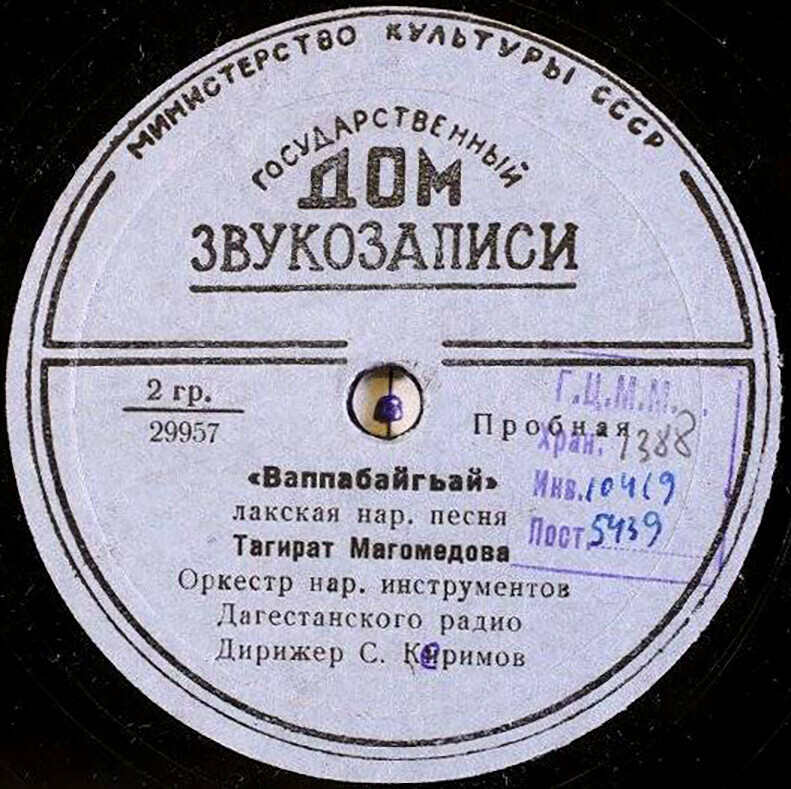 МИНИСТЕРСТВО КУЛЬТУРЫ СССР
ГОСУДАРСТВЕННЫЙ
ДОМ
ЗВУКОЗАПИСИ
2 гр.
29957
Пробная
Г.Ц.М.М.
Хран. 1388
Инв. 10419
Пост. 5439
«Ваппабайгьай»
лакская нар. песня
Тагират Магомедова
Оркестр нар. инструментов
Дагестанского радио
Дирижер С. Керимов